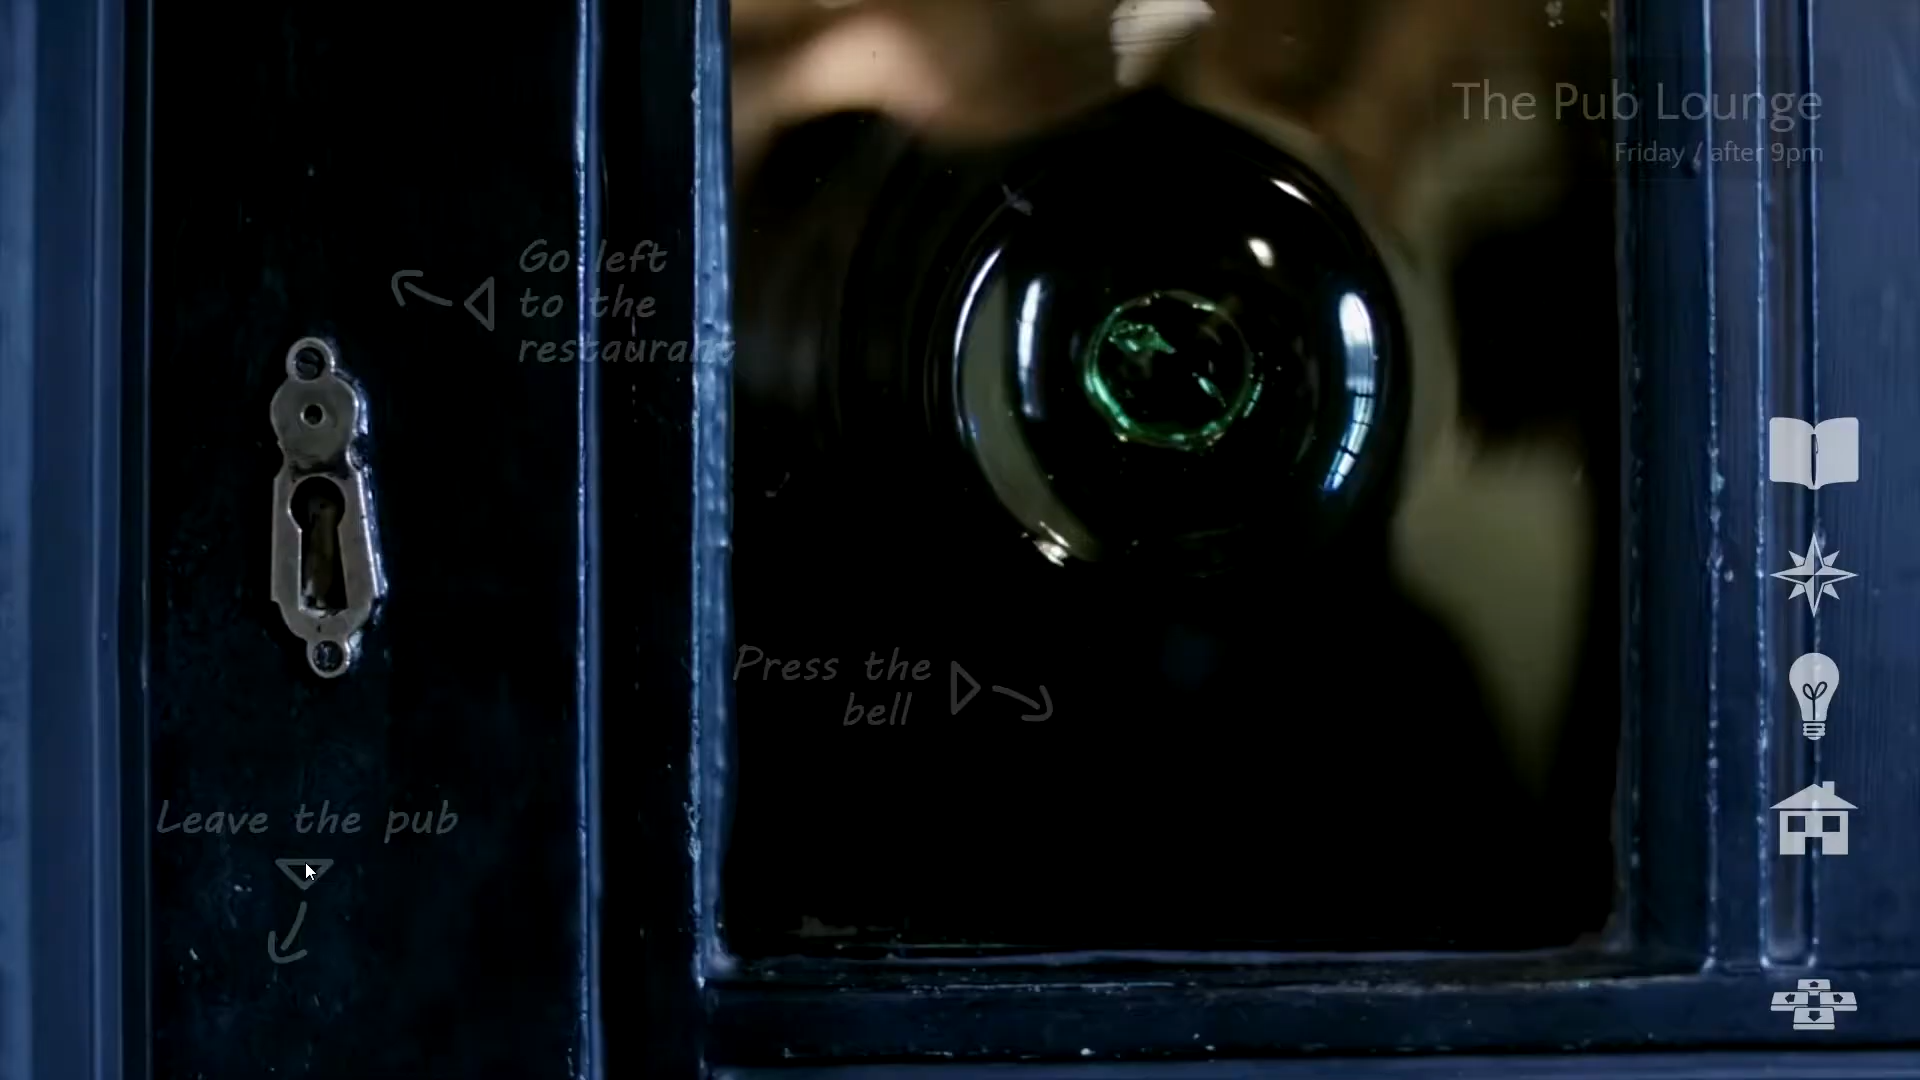 The Pub Lounge
Friday / after 9pm
Go left
to the
restaurant
Press the
bell
Leave the pub